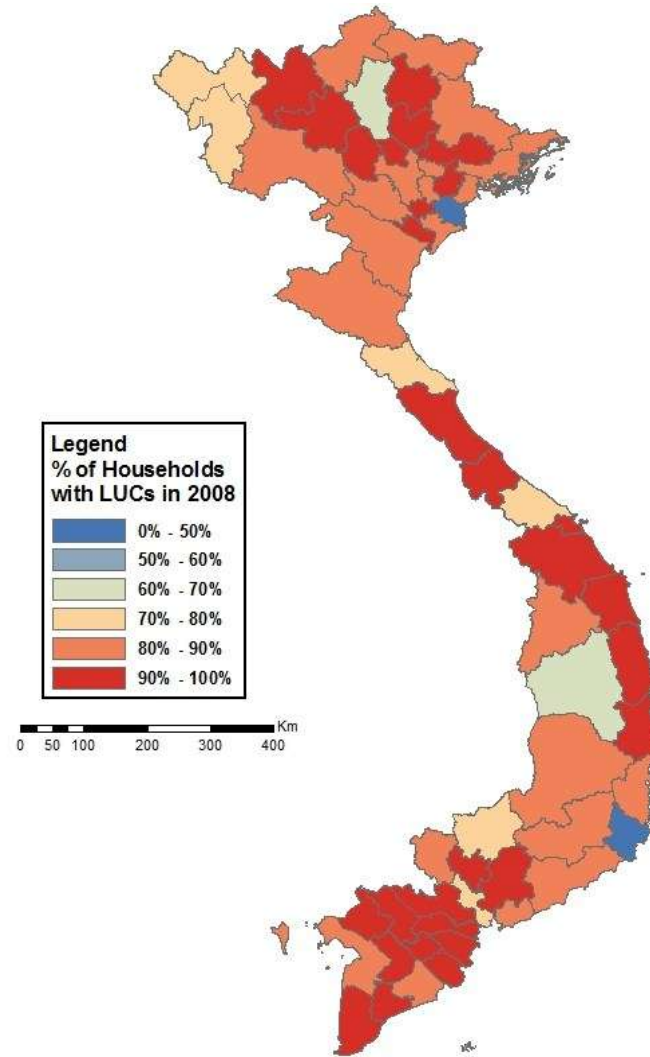 Legend
% of Households
with LUCs in 2008
0% - 50%
50% - 60%
60% - 70%
70% - 80%
80% - 90%
90% - 100%
Km
0 50 100 200 300 400